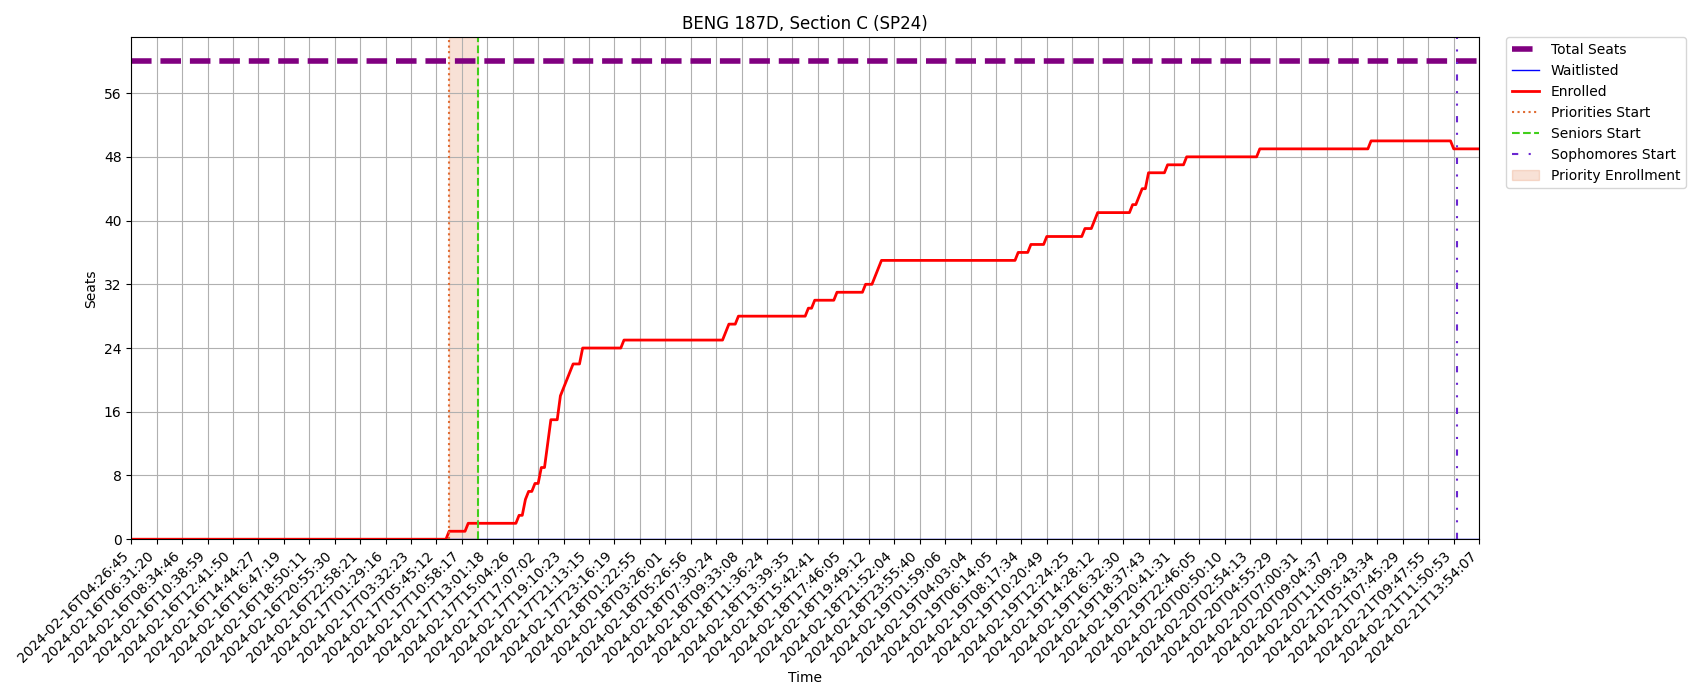 BENG 187D, Section C (SP24)
Total Seats
Waitlisted
Enrolled
Priorities Start
Seniors Start
Sophomores Start
Priority Enrollment
Seats
56
48
40
32
24
16
8
0
2024-02-16T04:26:45
2024-02-16T06:31:20
2024-02-16T08:34:46
2024-02-16T10:38:59
2024-02-16T12:41:50
2024-02-16T14:44:27
2024-02-16T16:47:19
2024-02-16T18:50:11
2024-02-16T20:55:30
2024-02-16T22:58:21
2024-02-17T01:29:16
2024-02-17T03:32:23
2024-02-17T05:45:12
2024-02-17T10:58:17
2024-02-17T13:01:18
2024-02-17T15:04:26
2024-02-17T17:07:02
2024-02-17T19:10:23
2024-02-17T21:13:15
2024-02-17T23:16:19
2024-02-18T01:22:55
2024-02-18T03:26:01
2024-02-18T05:26:56
2024-02-18T07:30:24
2024-02-18T09:33:08
2024-02-18T11:36:24
2024-02-18T13:39:35
2024-02-18T15:42:41
2024-02-18T17:46:05
2024-02-18T19:49:12
2024-02-18T21:52:04
2024-02-18T23:55:40
2024-02-19T01:59:06
2024-02-19T04:03:04
2024-02-19T06:14:05
2024-02-19T08:17:34
2024-02-19T10:20:49
2024-02-19T12:24:25
2024-02-19T14:28:12
2024-02-19T16:32:30
2024-02-19T18:37:43
2024-02-19T20:41:31
2024-02-19T22:46:05
2024-02-20T00:50:10
2024-02-20T02:54:13
2024-02-20T04:55:29
2024-02-20T07:00:31
2024-02-20T09:04:37
2024-02-20T11:09:29
2024-02-21T05:43:34
2024-02-21T07:45:29
2024-02-21T09:47:55
2024-02-21T11:50:53
2024-02-21T13:54:07
Time